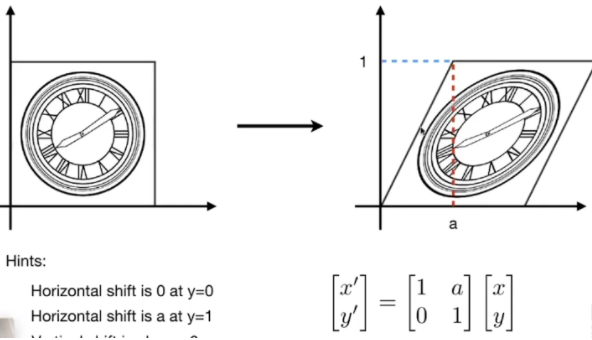 1
a
Hints:
Horizontal shift is 0 at y=0
Horizontal shift is a at y=1
[x′ y′] = [1 a 0 1] [x y]